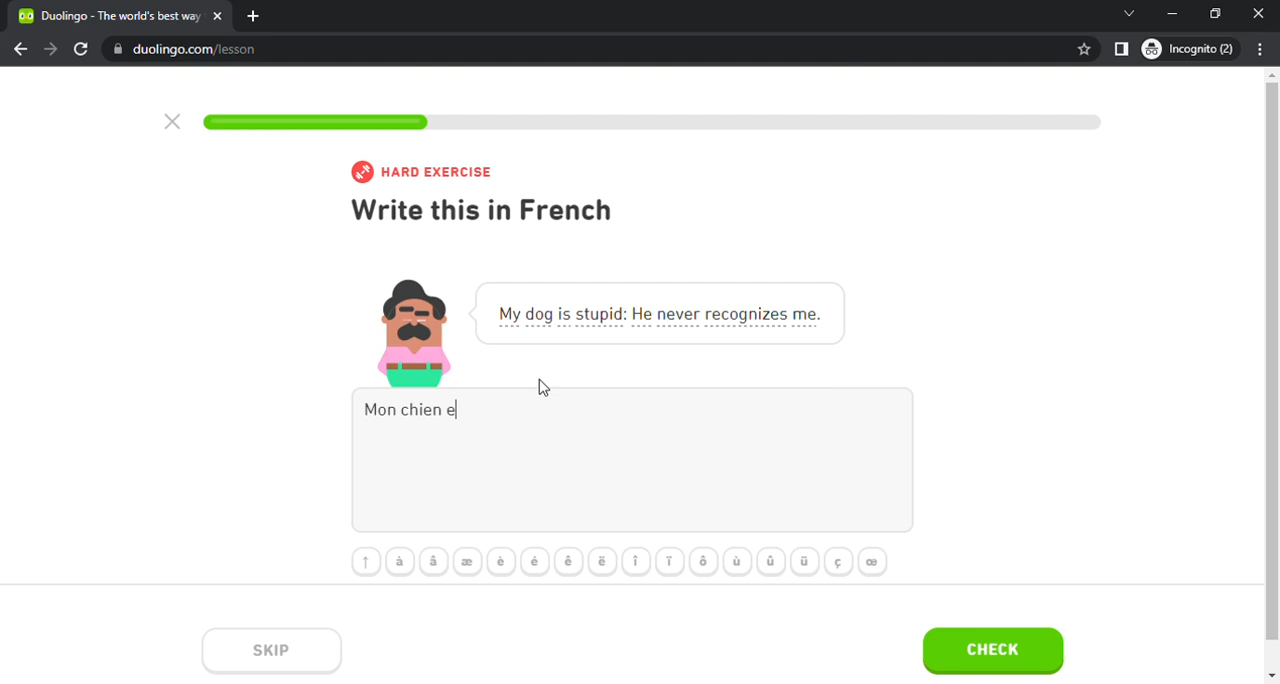 Duolingo - The world's best way
Incognito (2)
duolingo.com/lesson
HARD EXERCISE
Write this in French
My dog is stupid: He never recognizes me.
Mon chien e
↑ à â æ è é ê ë î ï ô ù û ü ç œ
SKIP
CHECK